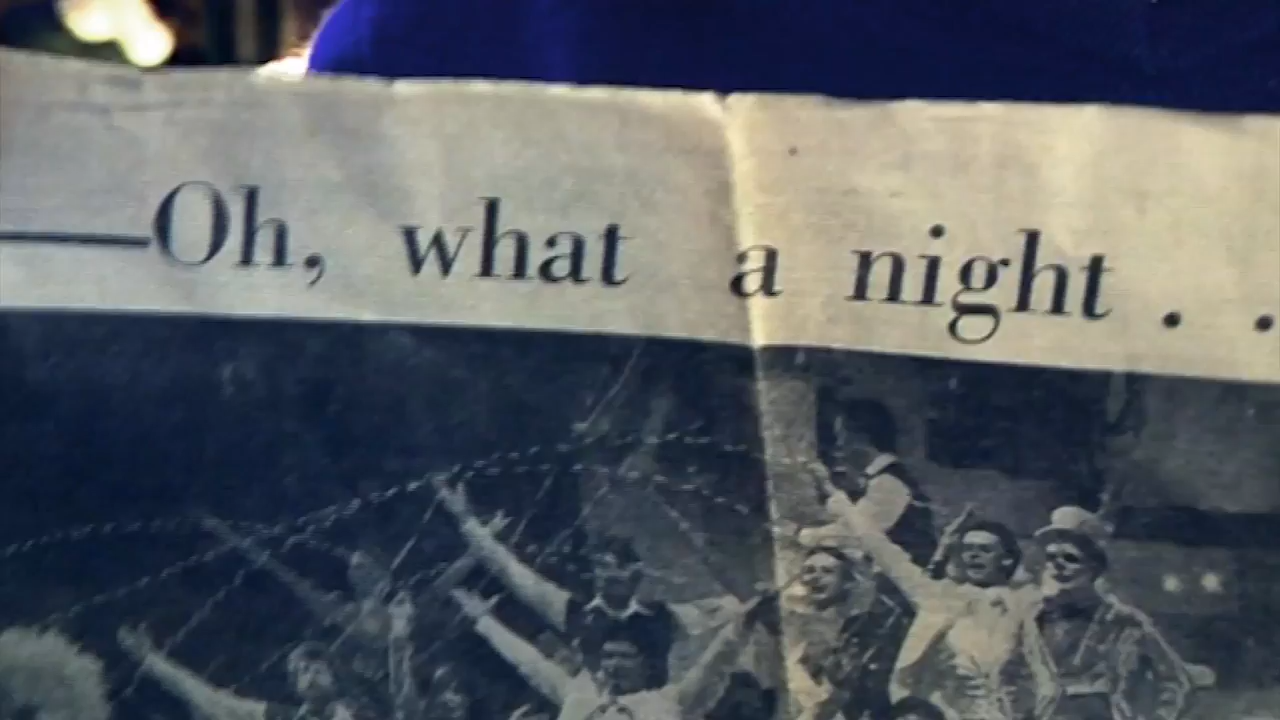 —Oh, what a night . .